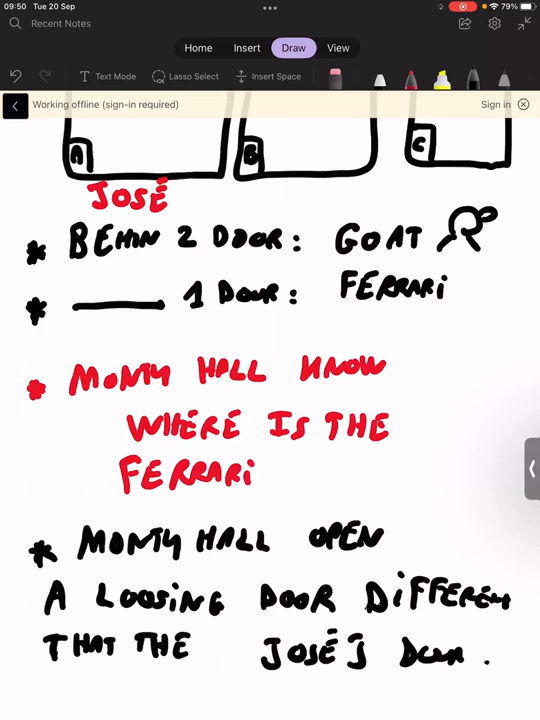 09:50 Tue 20 Sep
79%
Recent Notes
Home Insert Draw View
Text Mode Lasso Select Insert Space
Working offline (sign-in required) Sign in
A B C
JOSÉ
* BEHIN 2 DOOR: GOAT
* 1 DOOR: FERRARI
* MONTY HALL KNOW
WHERE IS THE
FERRARI
* MONTY HALL OPEN
A LOOSING DOOR DIFFERENT
THAT THE JOSÉ'S DOOR.